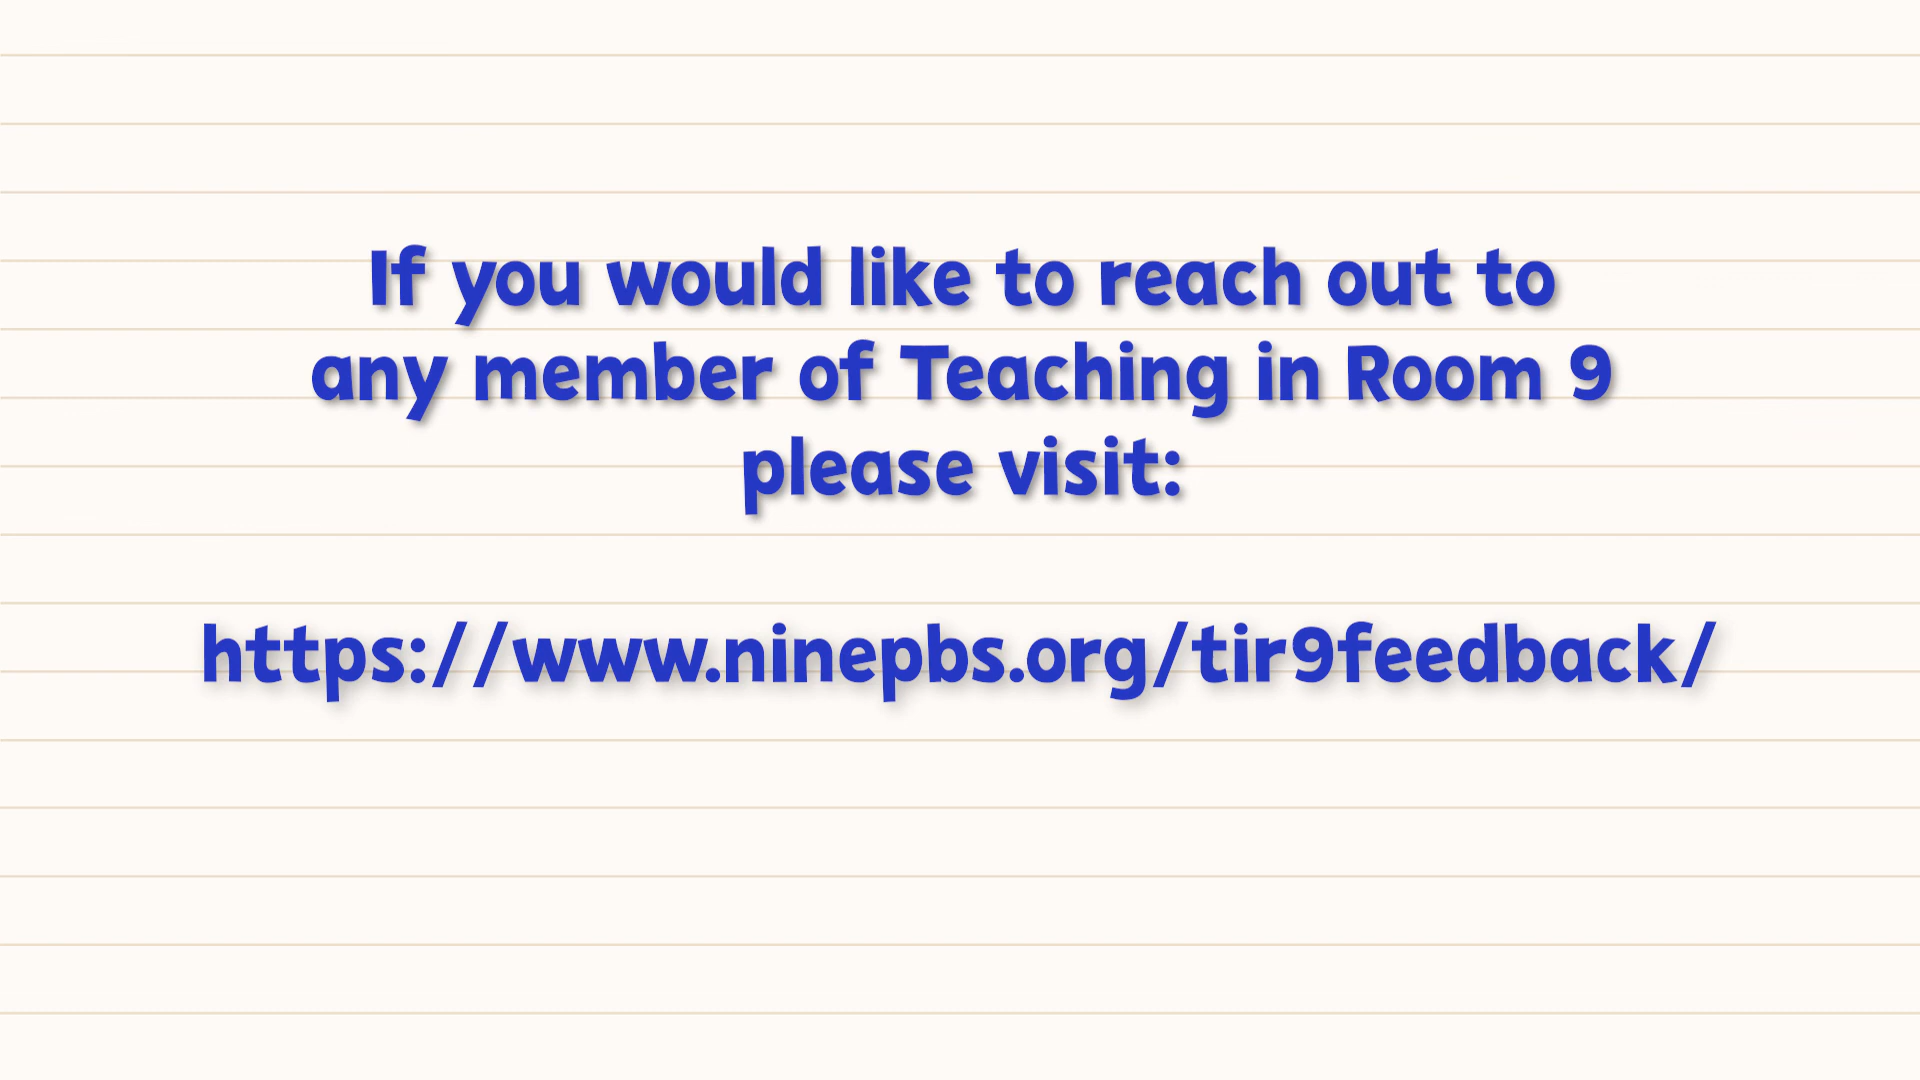 If you would like to reach out to
any member of Teaching in Room 9
please visit:
https://www.ninepbs.org/tir9feedback/